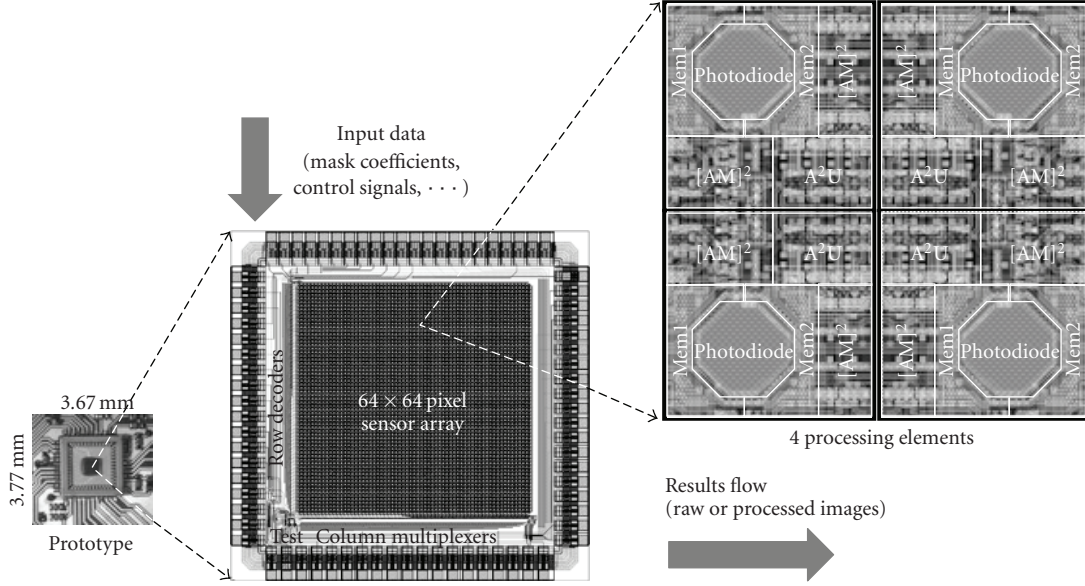 Input data
(mask coefficients,
control signals, · · · )
Mem1
Photodiode
Mem2
[AM]²
[AM]²
Mem1
Photodiode
Mem2
[AM]²
A²U
A²U
[AM]²
[AM]²
A²U
A²U
[AM]²
Mem1
Photodiode
Mem2
[AM]²
[AM]²
Mem1
Photodiode
Mem2
4 processing elements
Row decoders
64 × 64 pixel
sensor array
Test
Column multiplexers
3.67 mm
3.77 mm
Prototype
Results flow
(raw or processed images)